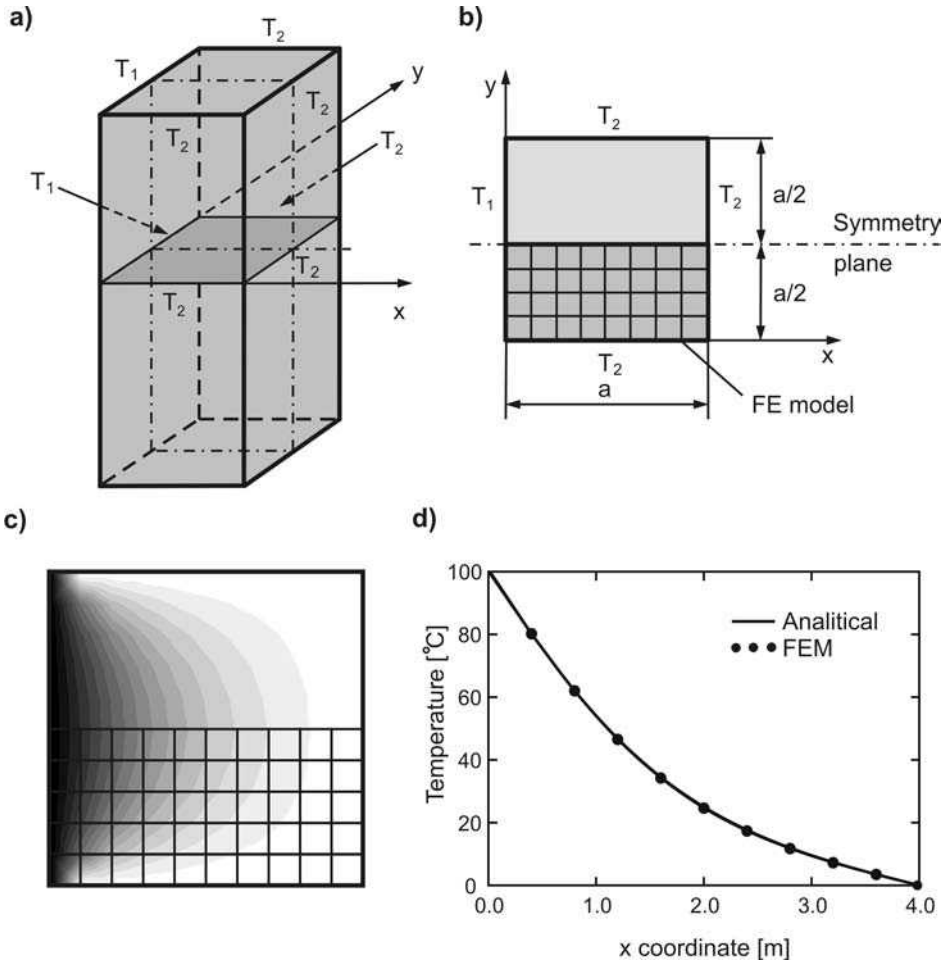 a)
T2
T1
y
T2
T2
T2
T1
T2
T2
x
b)
y
T2
T1
T2
a/2
Symmetry
plane
a/2
x
T2
a
FE model
c)
d)
100
80
60
40
20
0
Temperature [°C]
Analitical
FEM
0.0
1.0
2.0
3.0
4.0
x coordinate [m]